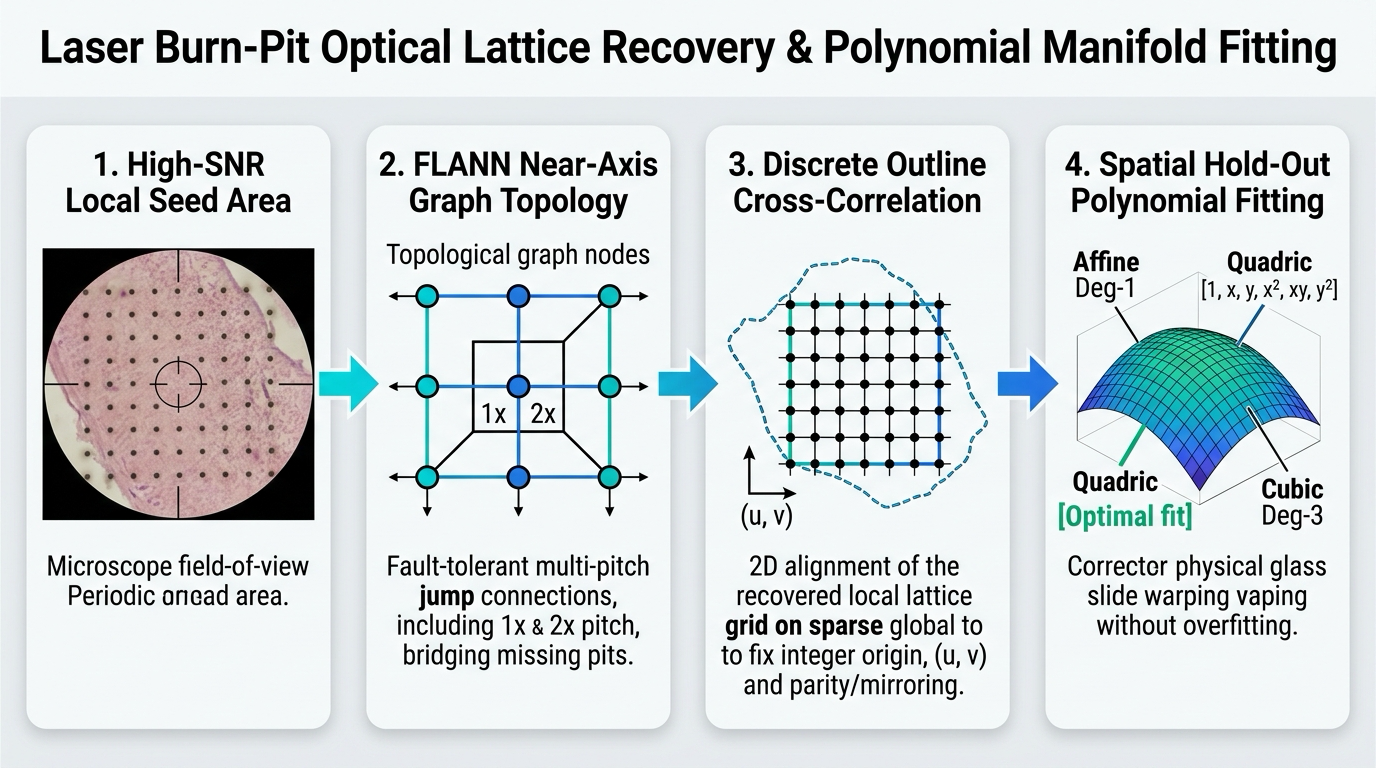 Laser Burn-Pit Optical Lattice Recovery & Polynomial Manifold Fitting
1. High-SNR
Local Seed Area
Microscope field-of-view
Periodic area.
2. FLANN Near-Axis
Graph Topology
Topological graph nodes
1x 2x
Fault-tolerant multi-pitch
jump connections,
including 1x & 2x pitch,
bridging missing pits.
3. Discrete Outline
Cross-Correlation
(u, v)
2D alignment of the
recovered local lattice
grid on sparse global to
to fix integer origin, (u, v)
and parity/mirroring.
4. Spatial Hold-Out
Polynomial Fitting
Affine
Deg-1
Quadric
[1, x, y, x², xy, y²]
Quadric
[Optimal fit]
Cubic
Deg-3
Corrector physical glass
slide warping vaping
without overfitting.